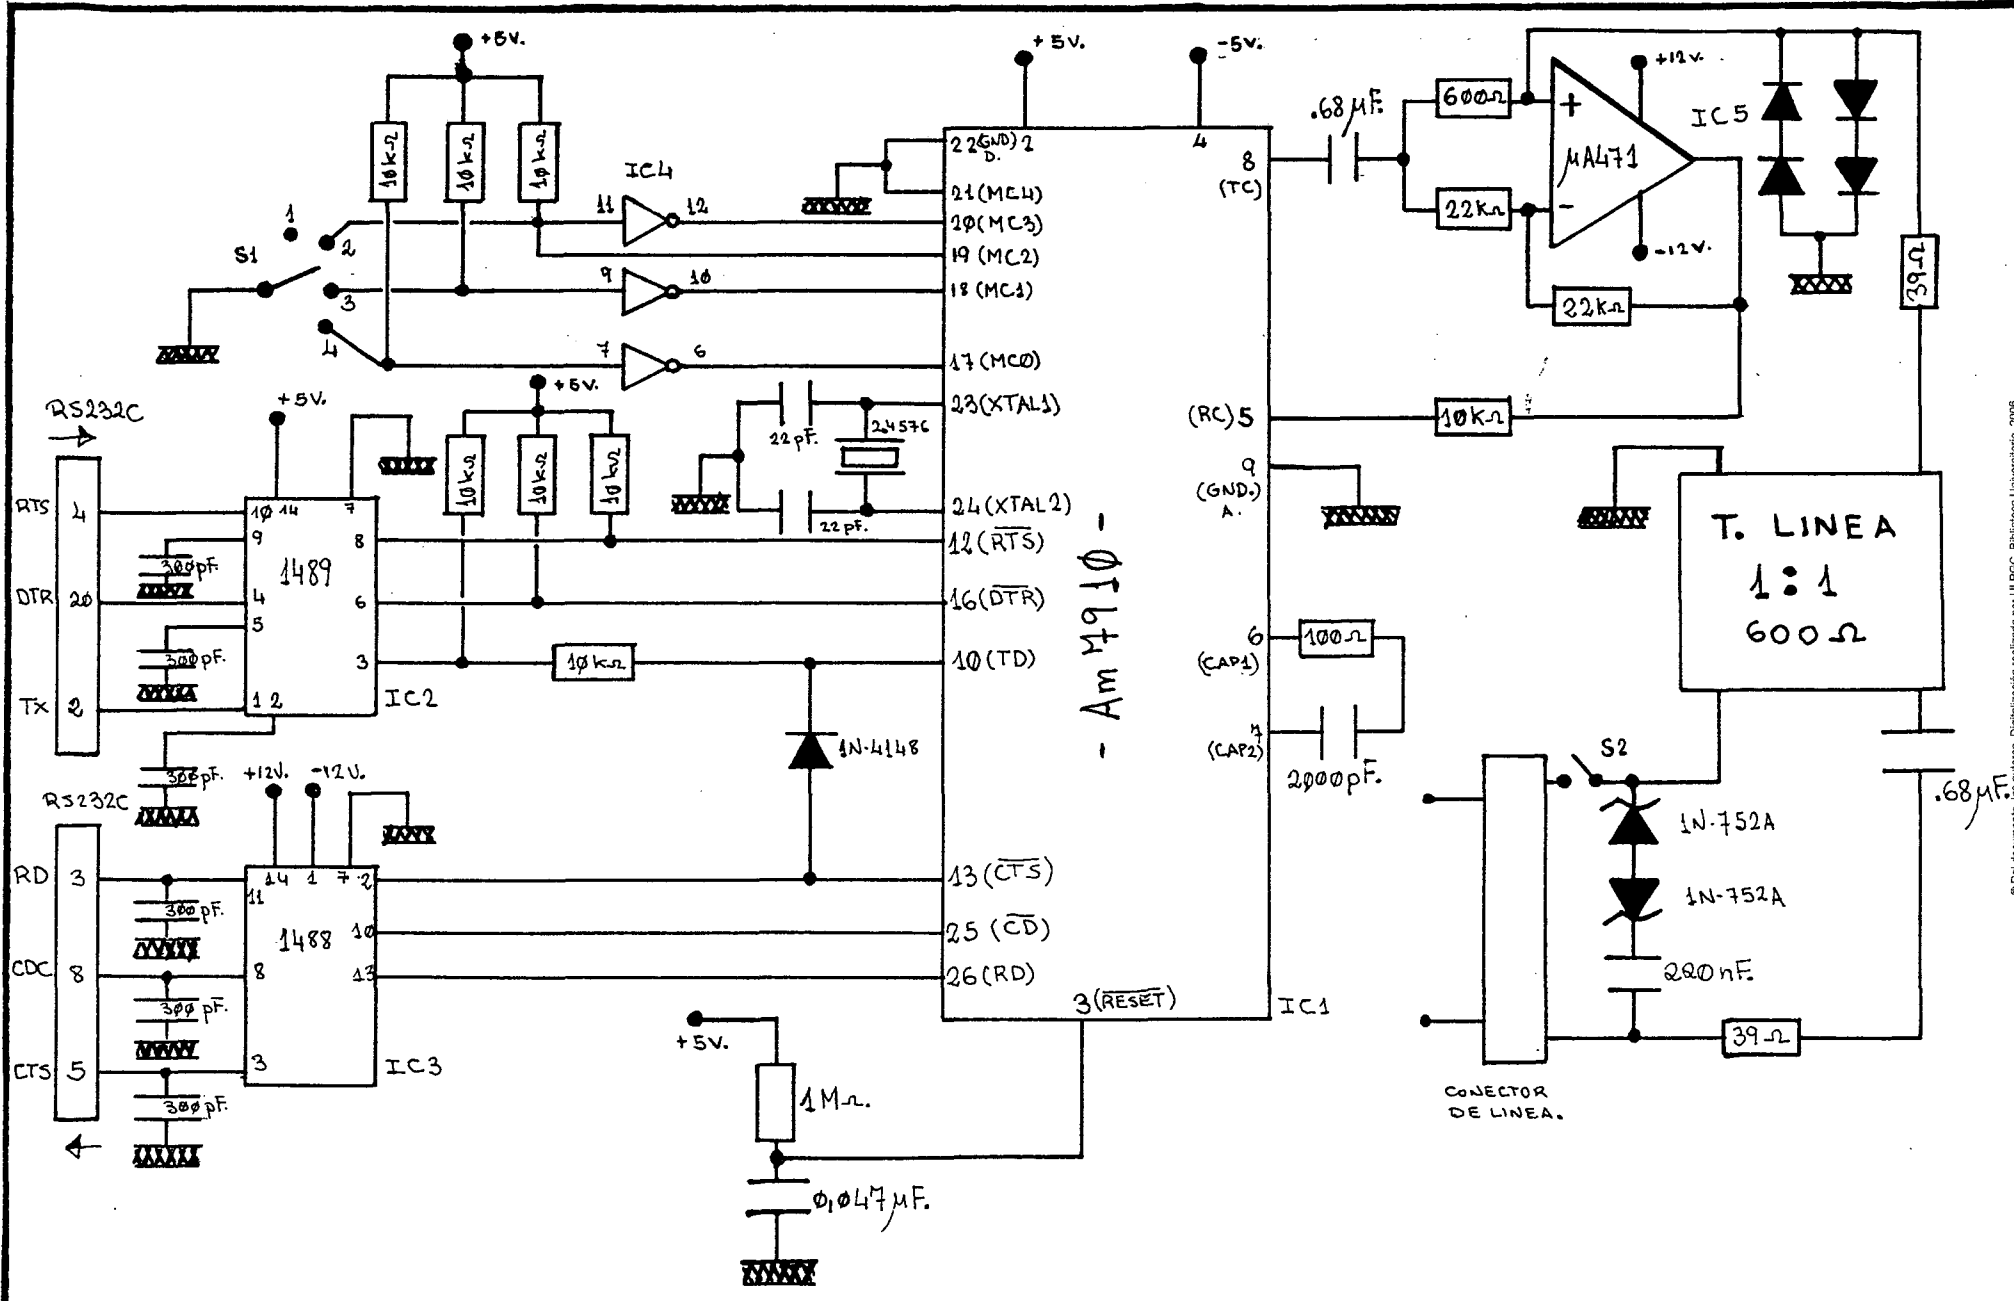 +5V.
10kΩ
10kΩ
10kΩ
IC4
S1
1
2
3
4
11
12
9
10
7
6
+5V.
-5V.
22(GND)
D.
2
4
21(MC4)
20(MC3)
19(MC2)
18(MC1)
17(MC0)
23(XTAL1)
24(XTAL2)
12(RTS)
16(DTR)
10(TD)
13(CTS)
25(CD)
26(RD)
3(RESET)
- Am7910 -
IC1
8
(TC)
(RC)5
9
(GND.)
A.
6
(CAP1)
7
(CAP2)
.68µF.
600Ω
22kΩ
+
-
µA471
+12V.
-12V.
IC5
22kΩ
10kΩ
39Ω
T. LINEA
1:1
600Ω
100Ω
2000pF.
S2
1N-752A
1N-752A
220nF.
39Ω
.68µF.
CONECTOR
DE LINEA.
22pF.
2,4576
22pF.
+5V.
10kΩ
10kΩ
10kΩ
10kΩ
1N-4148
RS232C
RTS
4
DTR
20
TX
2
+5V.
10
14
7
9
8
1489
4
6
5
3
1
2
IC2
300pF.
300pF.
300pF.
RS232C
+12V.
-12V.
RD
3
CDC
8
CTS
5
14
1
7
2
11
1488
10
8
13
3
IC3
300pF.
300pF.
300pF.
+5V.
1MΩ.
0,047µF.